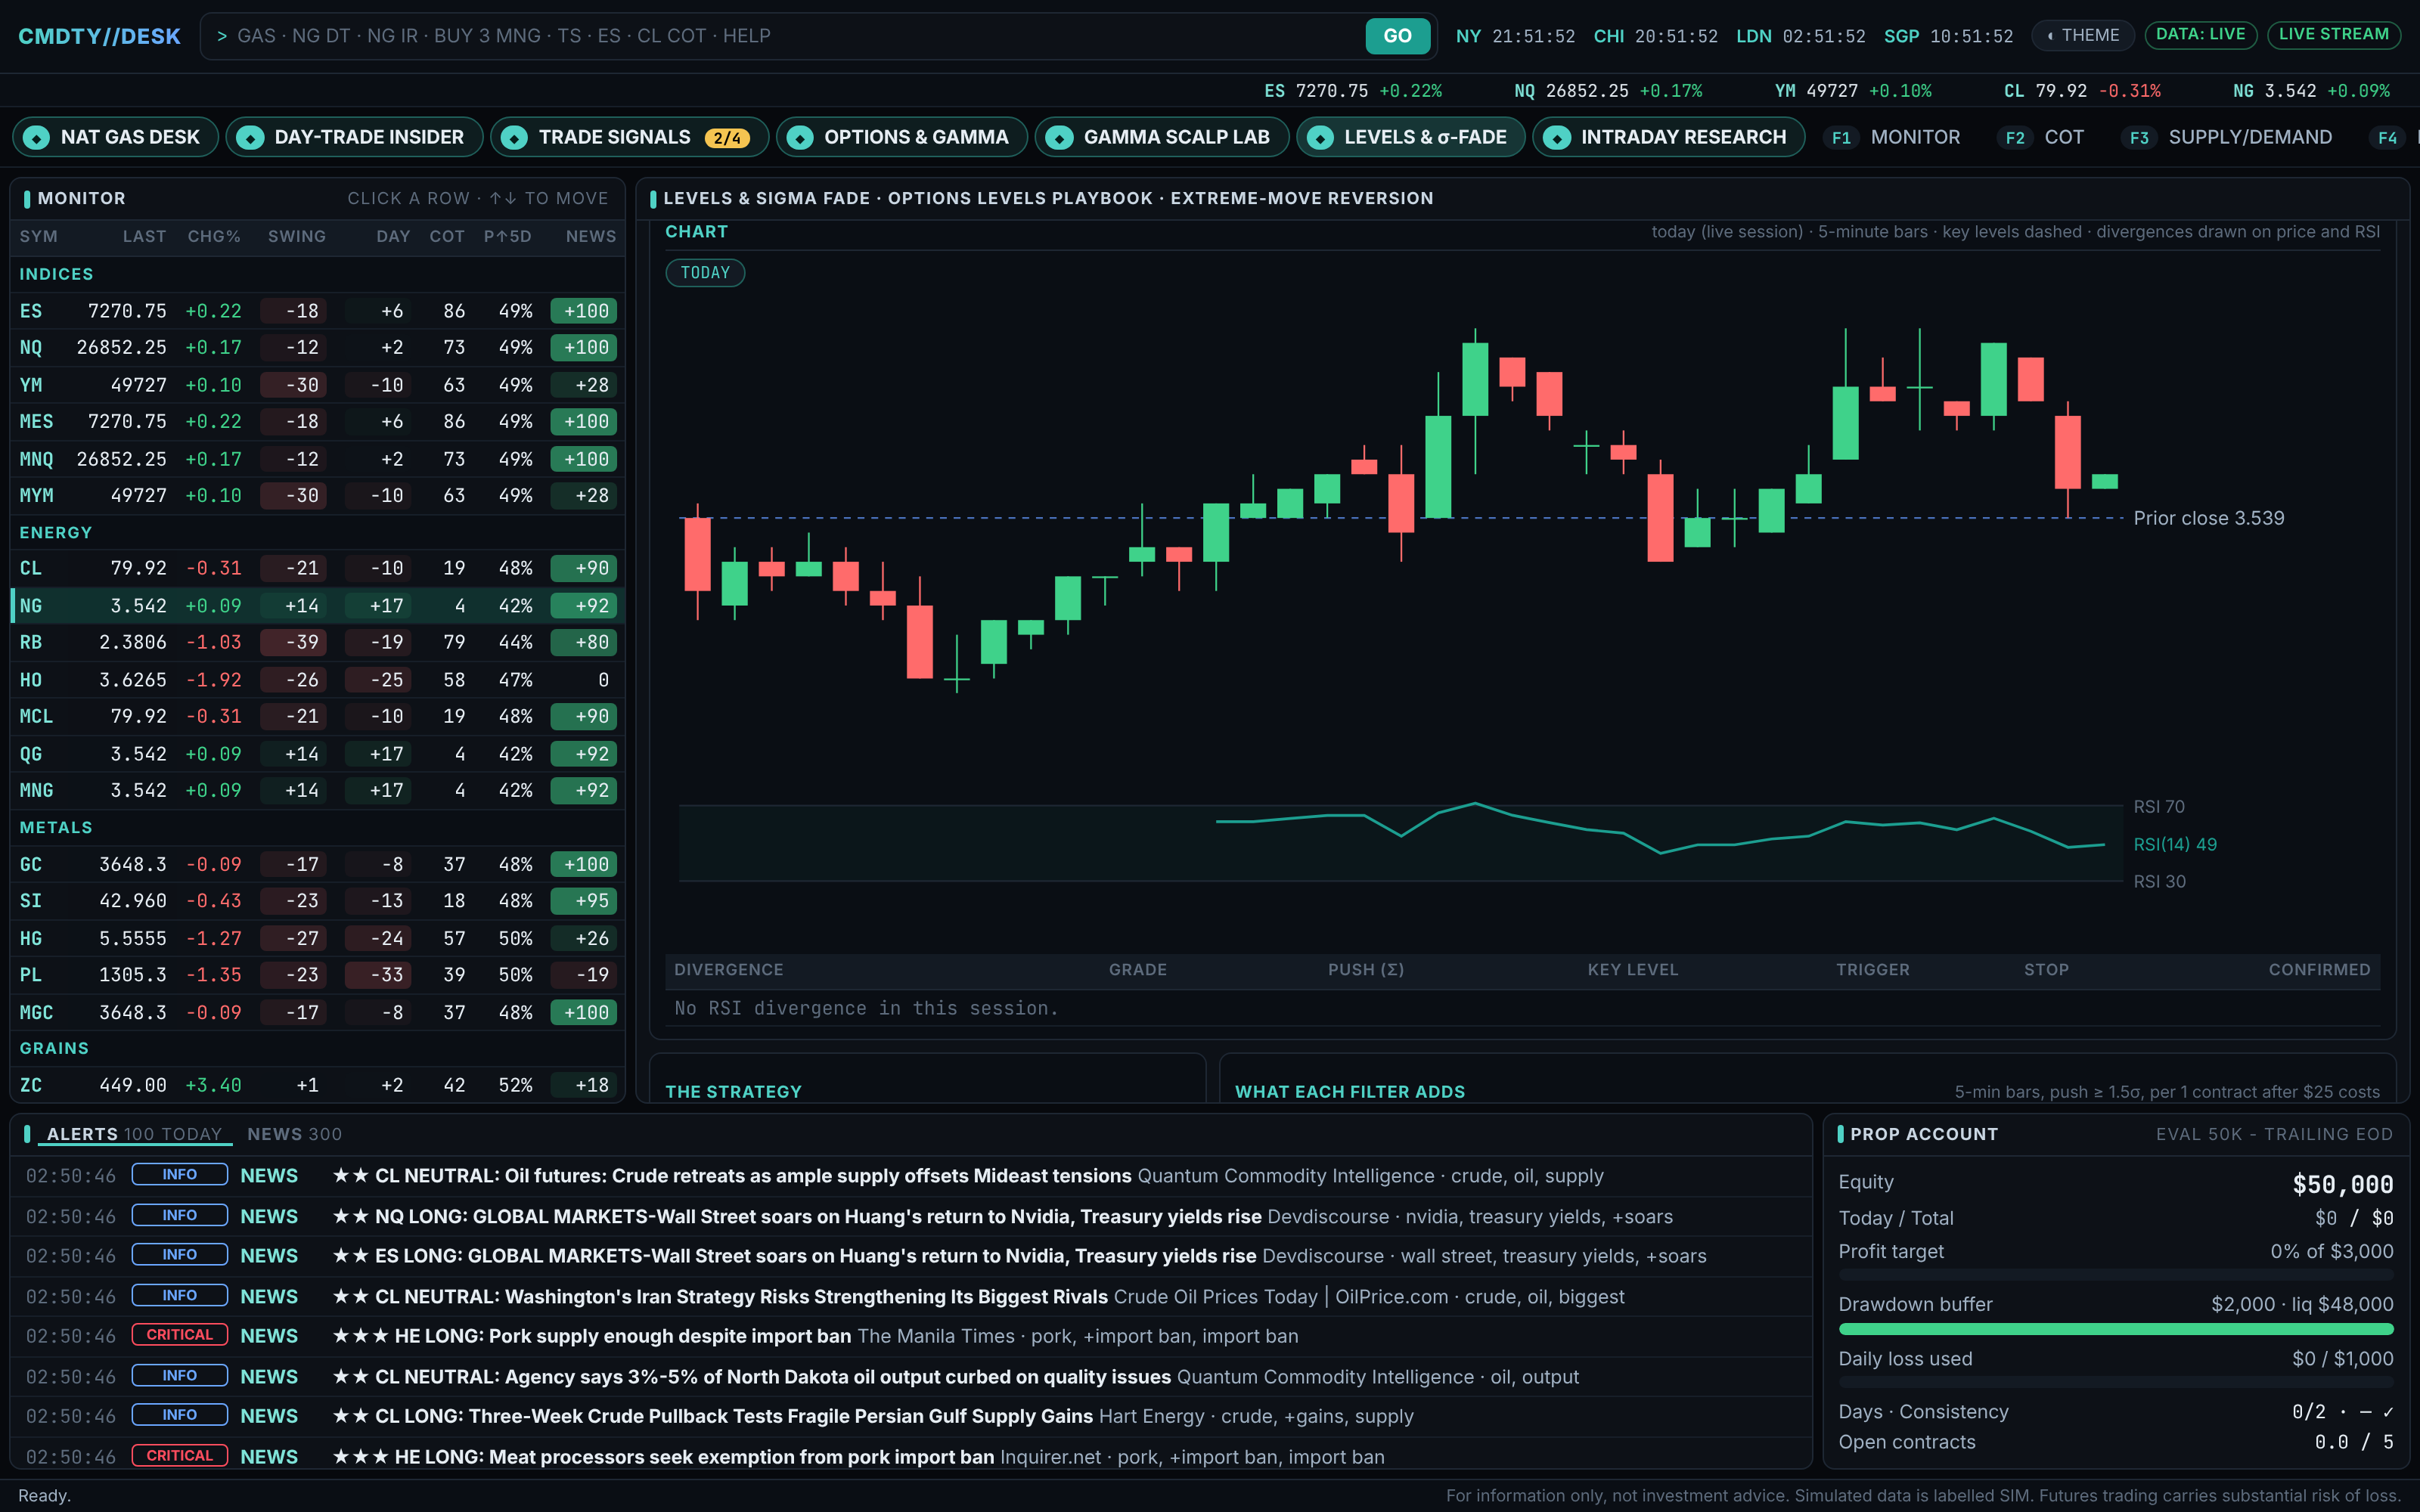 CMDTY//DESK > GAS · NG DT · NG IR · BUY 3 MNG · TS · ES · CL COT · HELP GO NY 21:51:52 CHI 20:51:52 LDN 02:51:52 SGP 10:51:52 THEME DATA: LIVE LIVE STREAM
ES 7270.75 +0.22% NQ 26852.25 +0.17% YM 49727 +0.10% CL 79.92 -0.31% NG 3.542 +0.09%
NAT GAS DESK DAY-TRADE INSIDER TRADE SIGNALS 2/4 OPTIONS & GAMMA GAMMA SCALP LAB LEVELS & σ-FADE INTRADAY RESEARCH F1 MONITOR F2 COT F3 SUPPLY/DEMAND F4
MONITOR CLICK A ROW · ↑↓ TO MOVE
SYM LAST CHG% SWING DAY COT P↑5D NEWS
INDICES
ES 7270.75 +0.22 -18 +6 86 49% +100
NQ 26852.25 +0.17 -12 +2 73 49% +100
YM 49727 +0.10 -30 -10 63 49% +28
MES 7270.75 +0.22 -18 +6 86 49% +100
MNQ 26852.25 +0.17 -12 +2 73 49% +100
MYM 49727 +0.10 -30 -10 63 49% +28
ENERGY
CL 79.92 -0.31 -21 -10 19 48% +90
NG 3.542 +0.09 +14 +17 4 42% +92
RB 2.3806 -1.03 -39 -19 79 44% +80
HO 3.6265 -1.92 -26 -25 58 47% 0
MCL 79.92 -0.31 -21 -10 19 48% +90
QG 3.542 +0.09 +14 +17 4 42% +92
MNG 3.542 +0.09 +14 +17 4 42% +92
METALS
GC 3648.3 -0.09 -17 -8 37 48% +100
SI 42.960 -0.43 -23 -13 18 48% +95
HG 5.5555 -1.27 -27 -24 57 50% +26
PL 1305.3 -1.35 -23 -33 39 50% -19
MGC 3648.3 -0.09 -17 -8 37 48% +100
GRAINS
ZC 449.00 +3.40 +1 +2 42 52% +18
LEVELS & SIGMA FADE · OPTIONS LEVELS PLAYBOOK · EXTREME-MOVE REVERSION
CHART today (live session) · 5-minute bars · key levels dashed · divergences drawn on price and RSI
TODAY
Prior close 3.539
RSI 70
RSI(14) 49
RSI 30
DIVERGENCE GRADE PUSH (Σ) KEY LEVEL TRIGGER STOP CONFIRMED
No RSI divergence in this session.
THE STRATEGY
WHAT EACH FILTER ADDS 5-min bars, push ≥ 1.5σ, per 1 contract after $25 costs
ALERTS 100 TODAY NEWS 300
02:50:46 INFO NEWS ★★ CL NEUTRAL: Oil futures: Crude retreats as ample supply offsets Mideast tensions Quantum Commodity Intelligence · crude, oil, supply
02:50:46 INFO NEWS ★★ NQ LONG: GLOBAL MARKETS-Wall Street soars on Huang's return to Nvidia, Treasury yields rise Devdiscourse · nvidia, treasury yields, +soars
02:50:46 INFO NEWS ★★ ES LONG: GLOBAL MARKETS-Wall Street soars on Huang's return to Nvidia, Treasury yields rise Devdiscourse · wall street, treasury yields, +soars
02:50:46 INFO NEWS ★★ CL NEUTRAL: Washington's Iran Strategy Risks Strengthening Its Biggest Rivals Crude Oil Prices Today | OilPrice.com · crude, oil, biggest
02:50:46 CRITICAL NEWS ★★★ HE LONG: Pork supply enough despite import ban The Manila Times · pork, +import ban, import ban
02:50:46 INFO NEWS ★★ CL NEUTRAL: Agency says 3%-5% of North Dakota oil output curbed on quality issues Quantum Commodity Intelligence · oil, output
02:50:46 INFO NEWS ★★ CL LONG: Three-Week Crude Pullback Tests Fragile Persian Gulf Supply Gains Hart Energy · crude, +gains, supply
02:50:46 CRITICAL NEWS ★★★ HE LONG: Meat processors seek exemption from pork import ban Inquirer.net · pork, +import ban, import ban
PROP ACCOUNT EVAL 50K - TRAILING EOD
Equity $50,000
Today / Total $0 / $0
Profit target 0% of $3,000
Drawdown buffer $2,000 · liq $48,000
Daily loss used $0 / $1,000
Days · Consistency 0/2 · — ✓
Open contracts 0.0 / 5
Ready. For information only, not investment advice. Simulated data is labelled SIM. Futures trading carries substantial risk of loss.